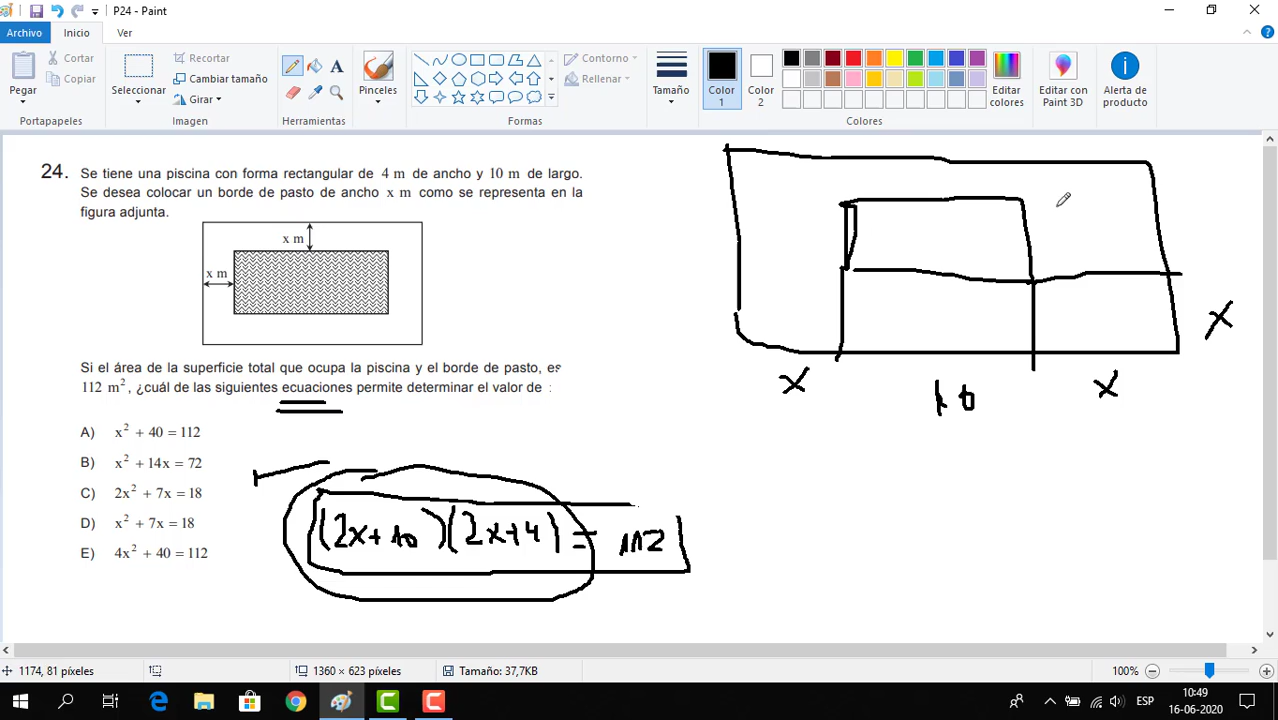 P24 - Paint
Archivo Inicio Ver
Pegar
Cortar
Copiar
Portapapeles
Seleccionar
Recortar
Cambiar tamaño
Girar
Imagen
A
Herramientas
Pinceles
Contorno
Rellenar
Formas
Tamaño
Color 1
Color 2
Editar colores
Colores
Editar con Paint 3D
Alerta de producto
24. Se tiene una piscina con forma rectangular de 4 m de ancho y 10 m de largo.
Se desea colocar un borde de pasto de ancho x m como se representa en la
figura adjunta.
x m
x m
Si el área de la superficie total que ocupa la piscina y el borde de pasto, es
112 m², ¿cuál de las siguientes ecuaciones permite determinar el valor de
A) x² + 40 = 112
B) x² + 14x = 72
C) 2x² + 7x = 18
D) x² + 7x = 18
E) 4x² + 40 = 112
(2x+10)(2x+4) = 112
x
x 10 x
1174, 81 píxeles
1360 × 623 píxeles
Tamaño: 37,7KB
100%
ESP
10:49
16-06-2020